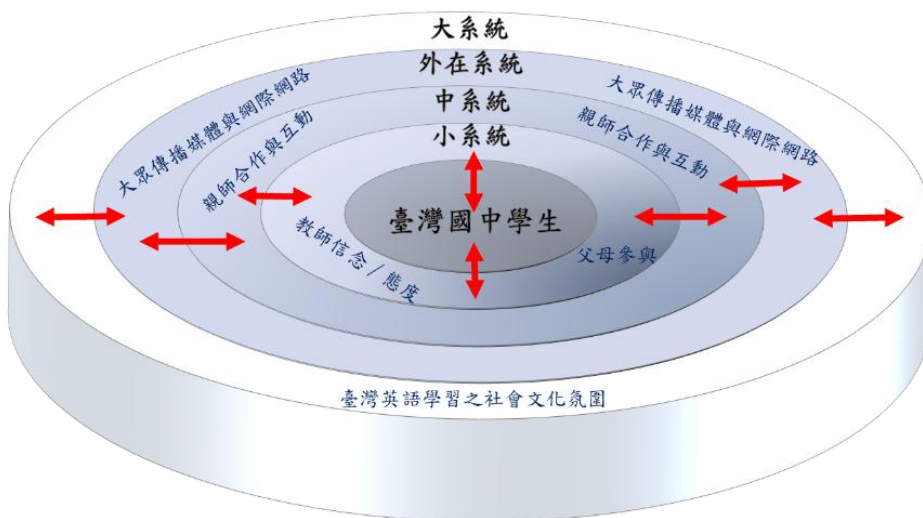 大系統
外在系統
中系統
小系統
大眾傳播媒體與網際網路
大眾傳播媒體與網際網路
親師合作與互動
親師合作與互動
臺灣國中學生
教師信念／態度
父母參與
臺灣英語學習之社會文化氛圍